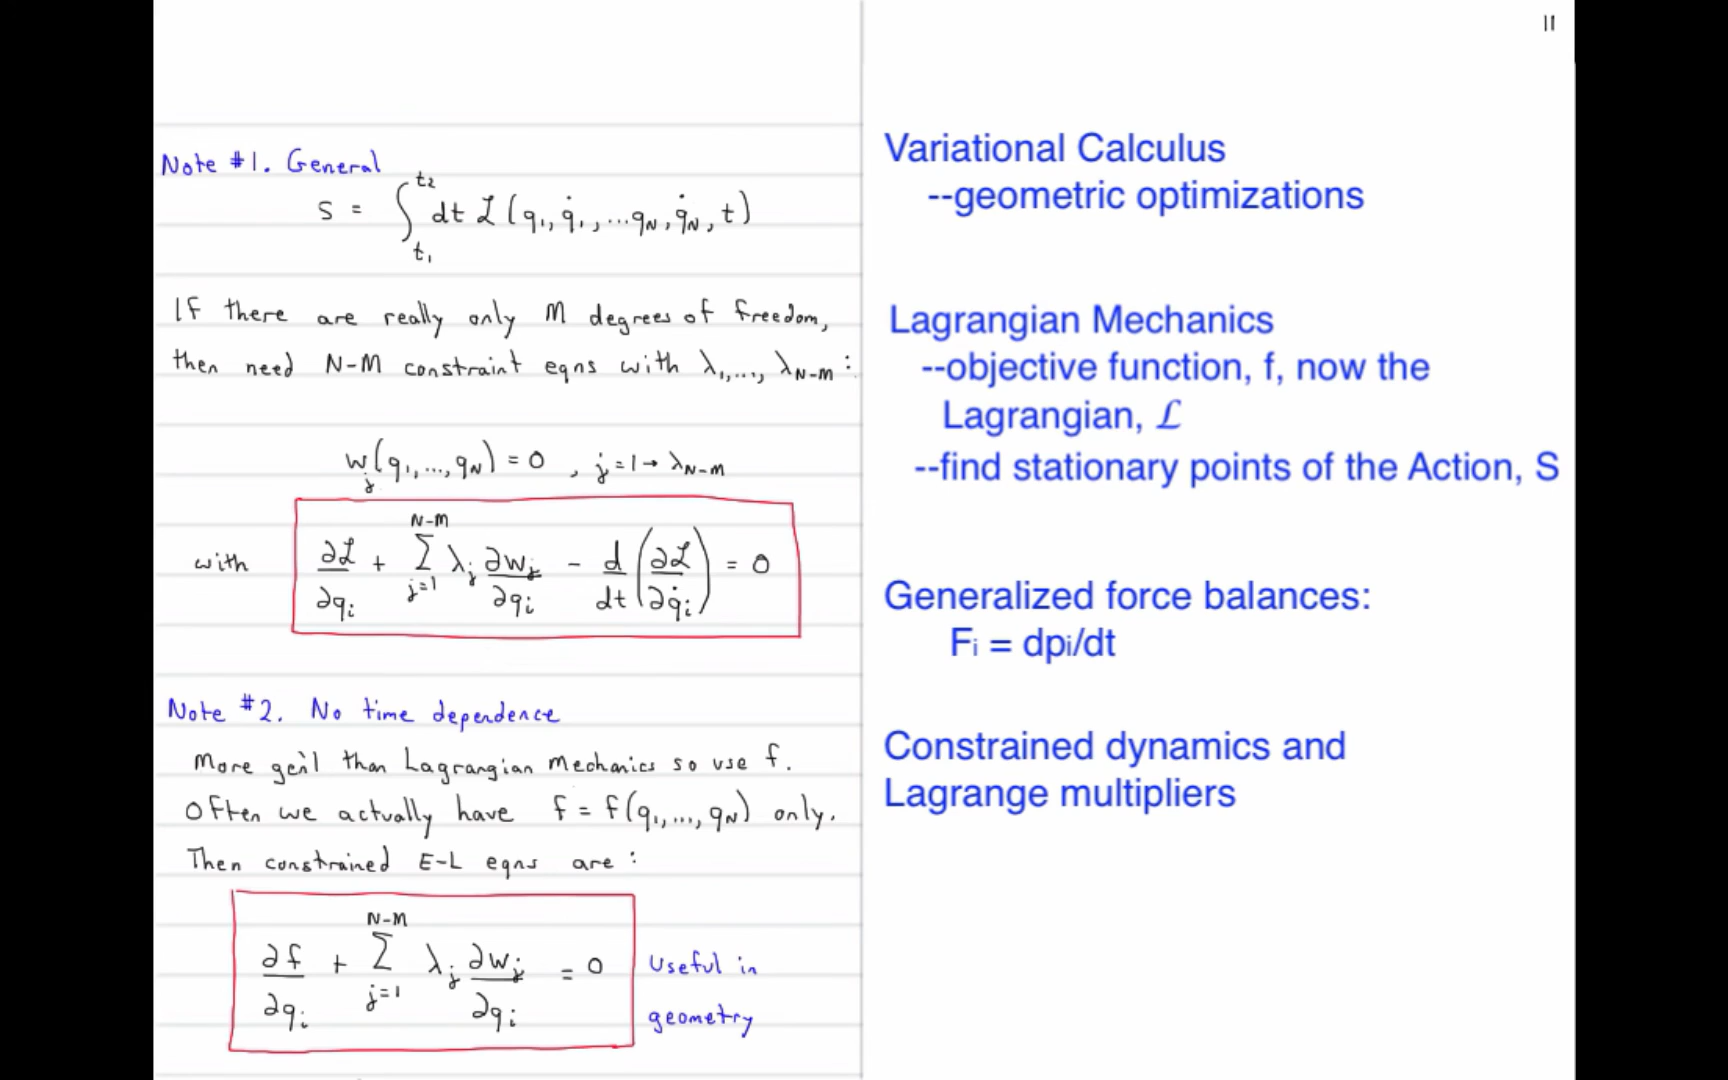 11
Note #1. General
S = ∫_{t₁}^{t₂} dt ℒ (q₁, q̇₁, ... q_N, q̇_N, t)
If there are really only M degrees of freedom,
then need N-M constraint eqns with λ₁,..., λ_{N-M} :
w_j(q₁,...,q_N) = 0 , j = 1 → λ_{N-M}
with ∂ℒ/∂q_i + Σ_{j=1}^{N-M} λ_j ∂w_j/∂q_i - d/dt (∂ℒ/∂q̇_i) = 0
Note #2. No time dependence
More gen'l than Lagrangian Mechanics so use f.
Often we actually have f = f(q₁,..., q_N) only.
Then constrained E-L eqns are :
∂f/∂q_i + Σ_{j=1}^{N-M} λ_j ∂w_j/∂q_i = 0
Useful in
geometry
Variational Calculus
--geometric optimizations
Lagrangian Mechanics
--objective function, f, now the
Lagrangian, ℒ
--find stationary points of the Action, S
Generalized force balances:
Fᵢ = dpᵢ/dt
Constrained dynamics and
Lagrange multipliers